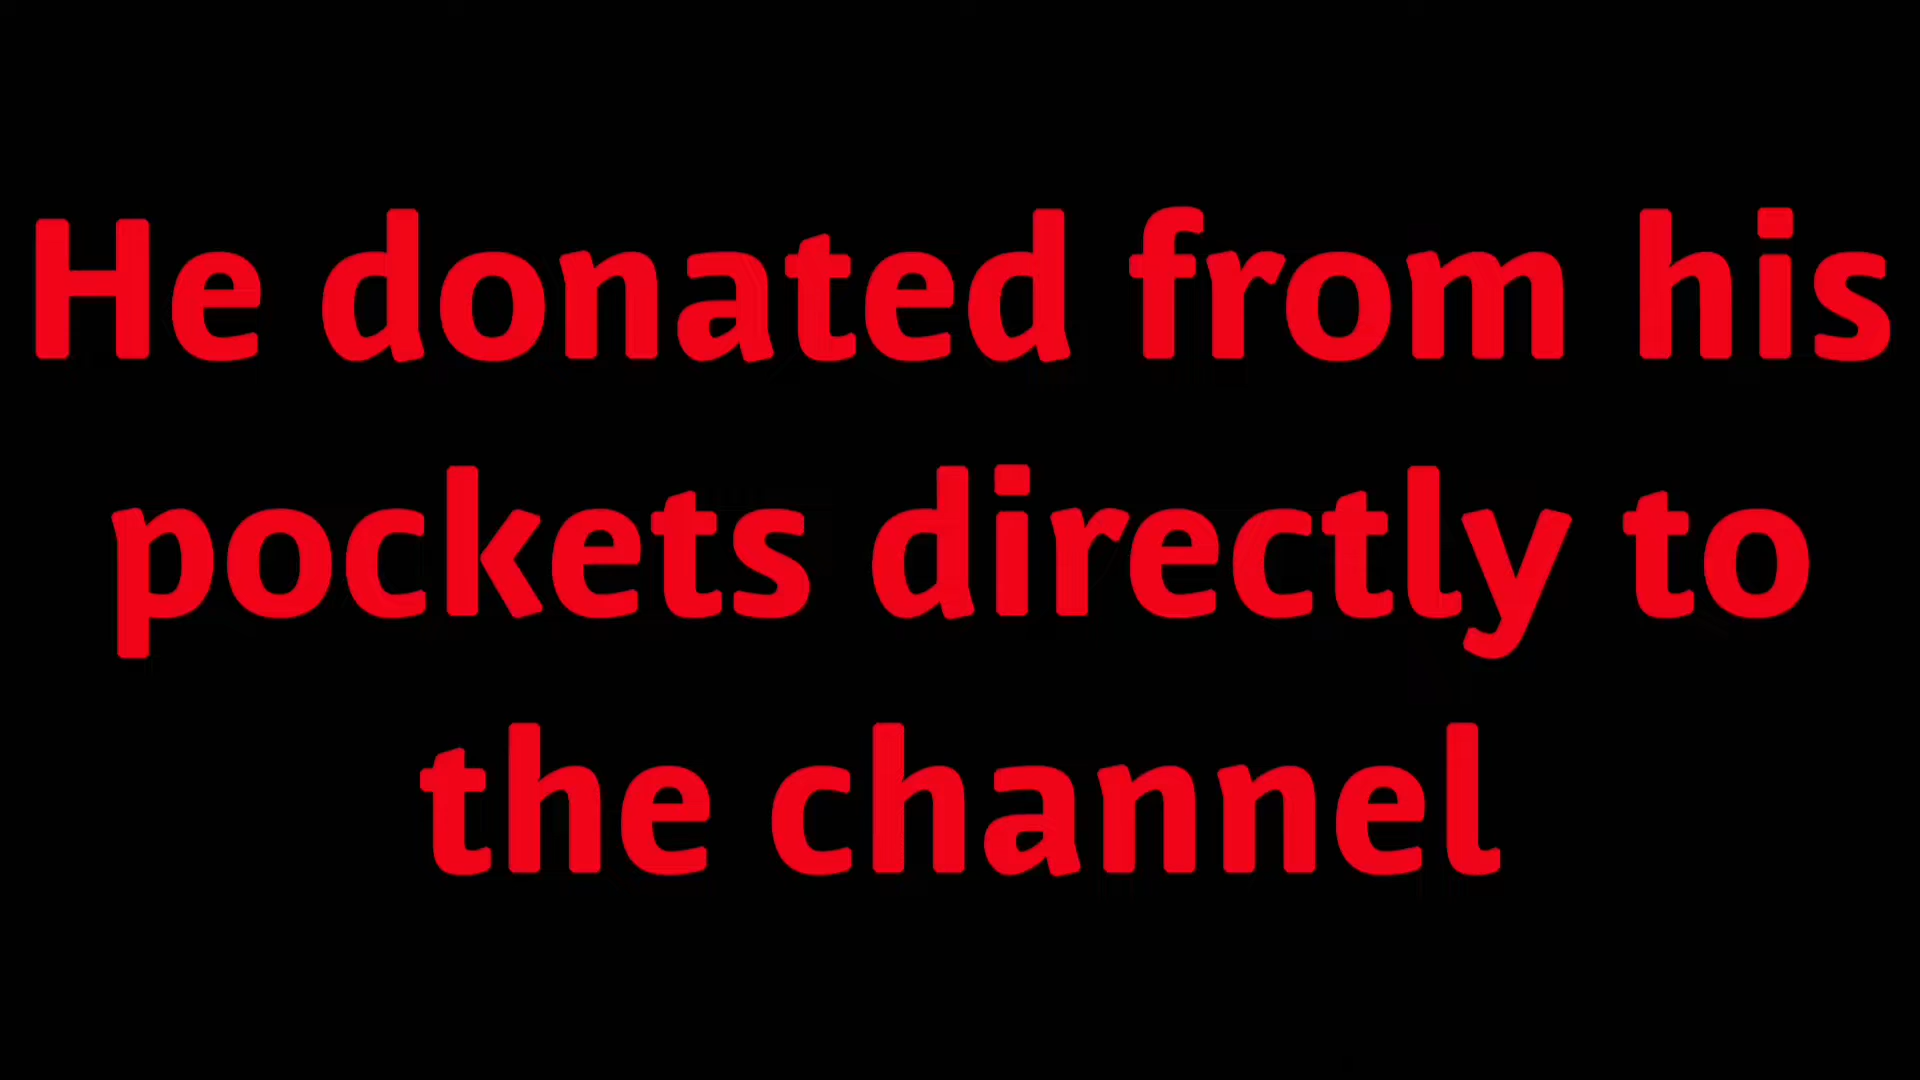 He donated from his
pockets directly to
the channel